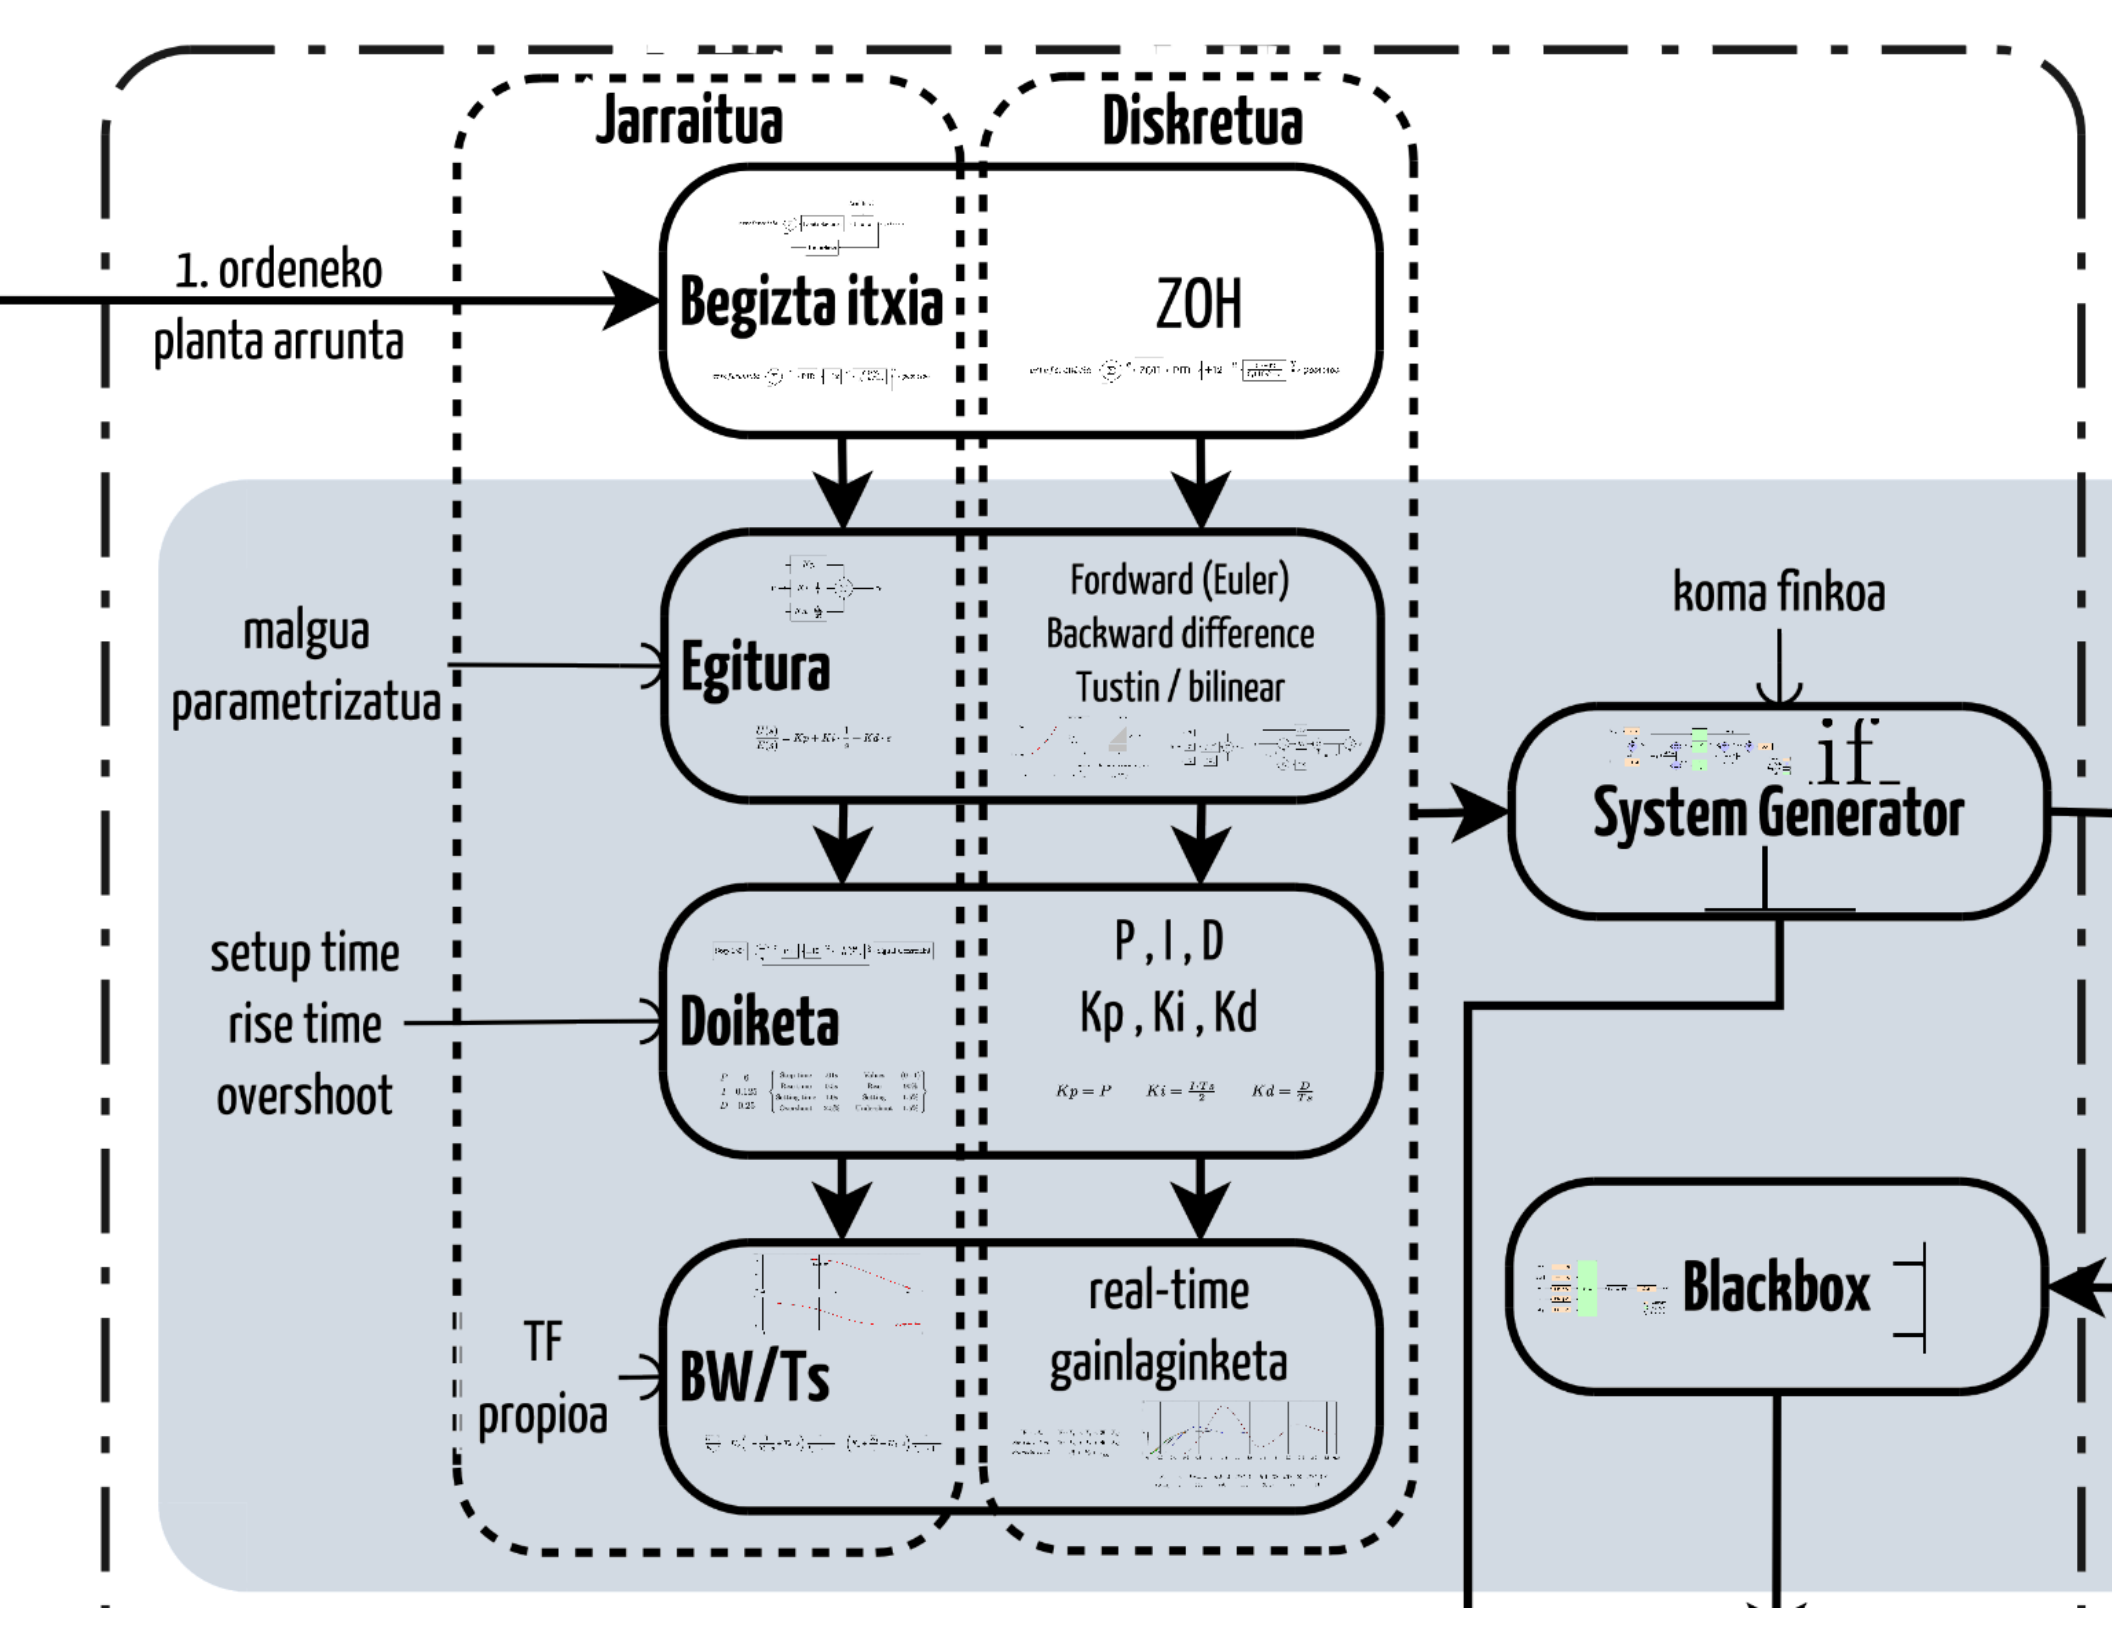 Jarraitua
Diskretua
1. ordeneko
planta arrunta
Begizta itxia
ZOH
malgua
parametrizatua
Egitura
Fordward (Euler)
Backward difference
Tustin / bilinear
koma finkoa
if_
System Generator
setup time
rise time
overshoot
Doiketa
P , I , D
Kp , Ki , Kd
Kp = P Ki = I·Ts/2 Kd = D/Ts
TF
propioa
BW/Ts
real-time
gainlaginketa
Blackbox